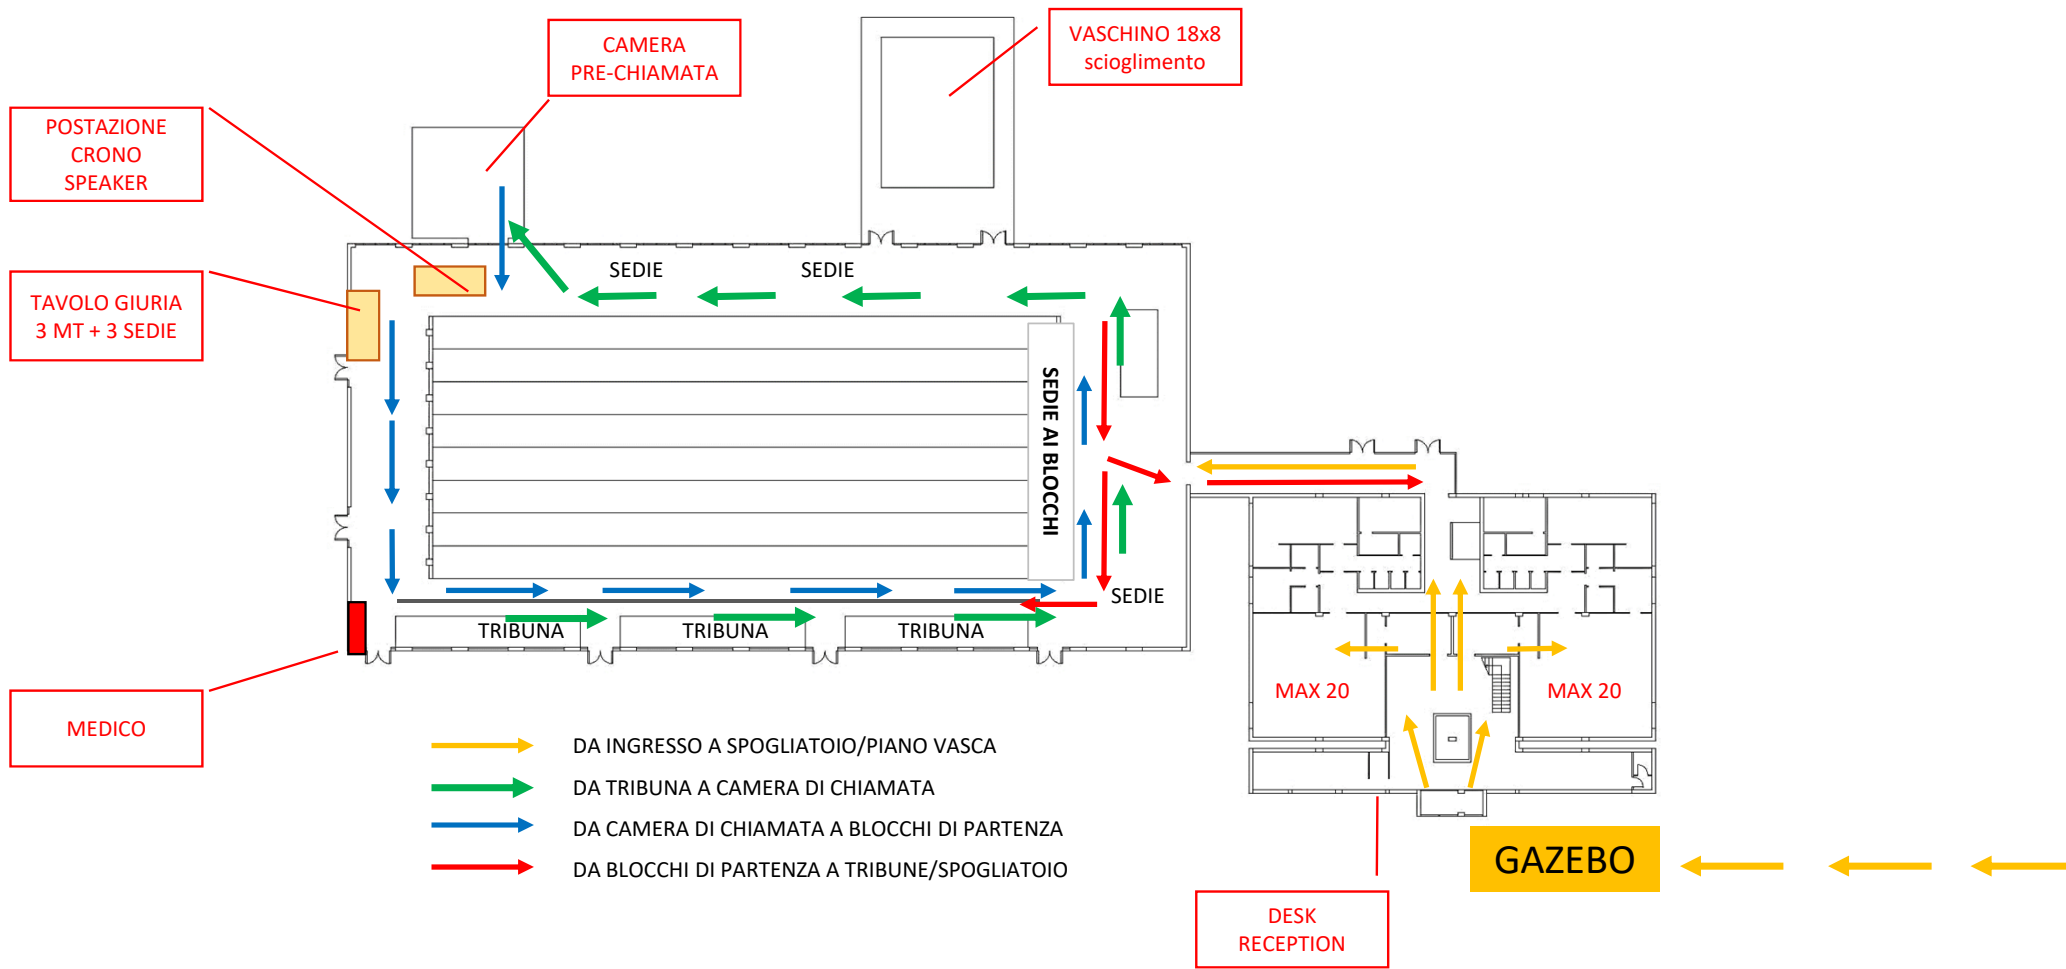 CAMERA
PRE-CHIAMATA
VASCHINO 18x8
scioglimento
POSTAZIONE
CRONO
SPEAKER
TAVOLO GIURIA
3 MT + 3 SEDIE
SEDIE
SEDIE
SEDIE AI BLOCCHI
SEDIE
TRIBUNA
TRIBUNA
TRIBUNA
MEDICO
MAX 20
MAX 20
DA INGRESSO A SPOGLIATOIO/PIANO VASCA
DA TRIBUNA A CAMERA DI CHIAMATA
DA CAMERA DI CHIAMATA A BLOCCHI DI PARTENZA
DA BLOCCHI DI PARTENZA A TRIBUNE/SPOGLIATOIO
GAZEBO
DESK
RECEPTION